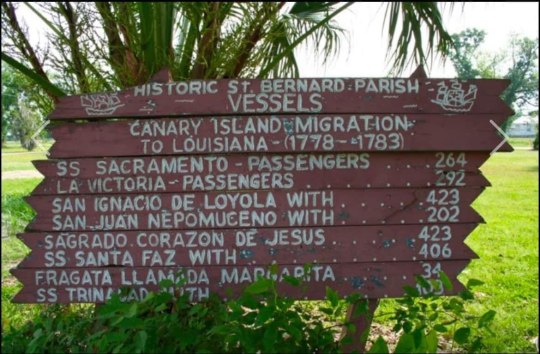 HISTORIC ST. BERNARD PARISH
VESSELS
CANARY ISLAND MIGRATION
TO LOUISIANA - (1778 - 1783)
SS SACRAMENTO - PASSENGERS 264
LA VICTORIA - PASSENGERS 292
SAN IGNACIO DE LOYOLA WITH 423
SAN JUAN NEPOMUCENO WITH 202
SAGRADO CORAZON DE JESUS 423
SS SANTA FAZ WITH 406
FRAGATA LLAMADA MARGARITA 34
SS